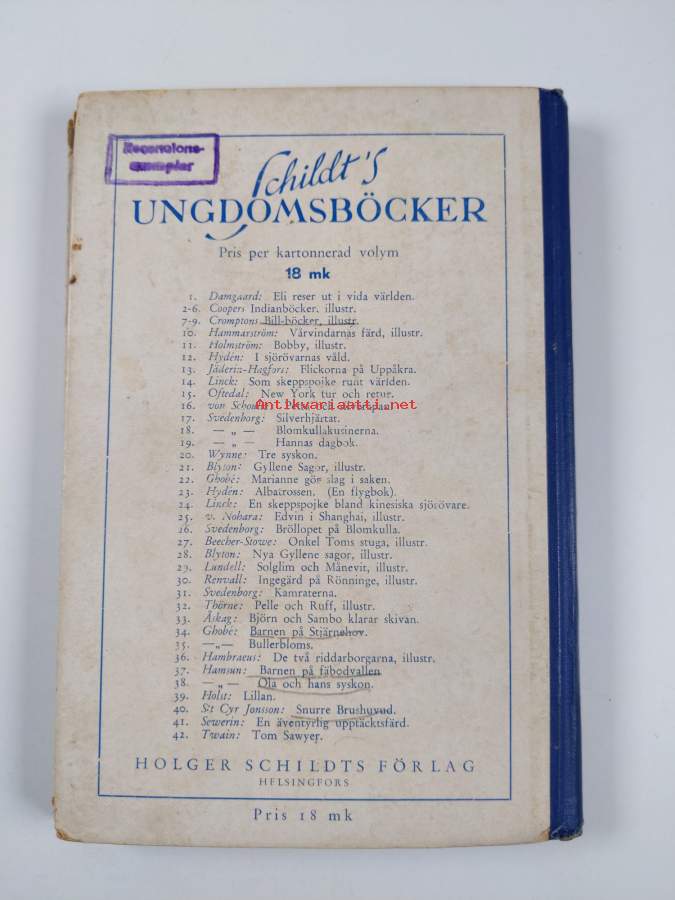 Recensions-
exemplar
Schildt's
UNGDOMSBÖCKER
Pris per kartonnerad volym
18 mk
1. Damgaard: Eli reser ut i vida världen.
2-6. Coopers Indianböcker, illustr.
7-9. Cromptons Bill-böcker, illustr.
10. Hammarström: Vårvindarnas färd, illustr.
11. Holmström: Bobby, illustr.
12. Hydén: I sjörövarnas våld.
13. Jäderin-Hagfors: Flickorna på Uppåkra.
14. Linck: Som skeppspojke runt världen.
15. Oftedal: New York tur och retur.
16. von Scho
Antikvariaatti.net
17. Svedenborg: Silverhjärtat.
18. — „ — Blomkullakusinerna.
19. — „ — Hannas dagbok.
20. Wynne: Tre syskon.
21. Blyton: Gyllene Sagor, illustr.
22. Ghobé: Marianne gör slag i saken.
23. Hydén: Albatrossen. (En flygbok).
24. Linck: En skeppspojke bland kinesiska sjörövare.
25. v. Nohara: Edvin i Shanghai, illustr.
26. Svedenborg: Bröllopet på Blomkulla.
27. Beecher-Stowe: Onkel Toms stuga, illustr.
28. Blyton: Nya Gyllene sagor, illustr.
29. Lundell: Solglim och Månevit, illustr.
30. Renvall: Ingegärd på Rönninge, illustr.
31. Svedenborg: Kamraterna.
32. Thörne: Pelle och Ruff, illustr.
33. Åskag: Björn och Sambo klarar skivan.
34. Ghobé: Barnen på Stjärnehov.
35. —„— Bullerbloms.
36. Hambraeus: De två riddarborgarna, illustr.
37. Hamsun: Barnen på fäbodvallen
38. — „ — Ola och hans syskon.
39. Holst: Lillan.
40. S:t Cyr Jonsson: Snurre Brushuvud.
41. Sewerin: En äventyrlig upptäcktsfärd.
42. Twain: Tom Sawyer.
HOLGER SCHILDTS FÖRLAG
HELSINGFORS
Pris 18 mk